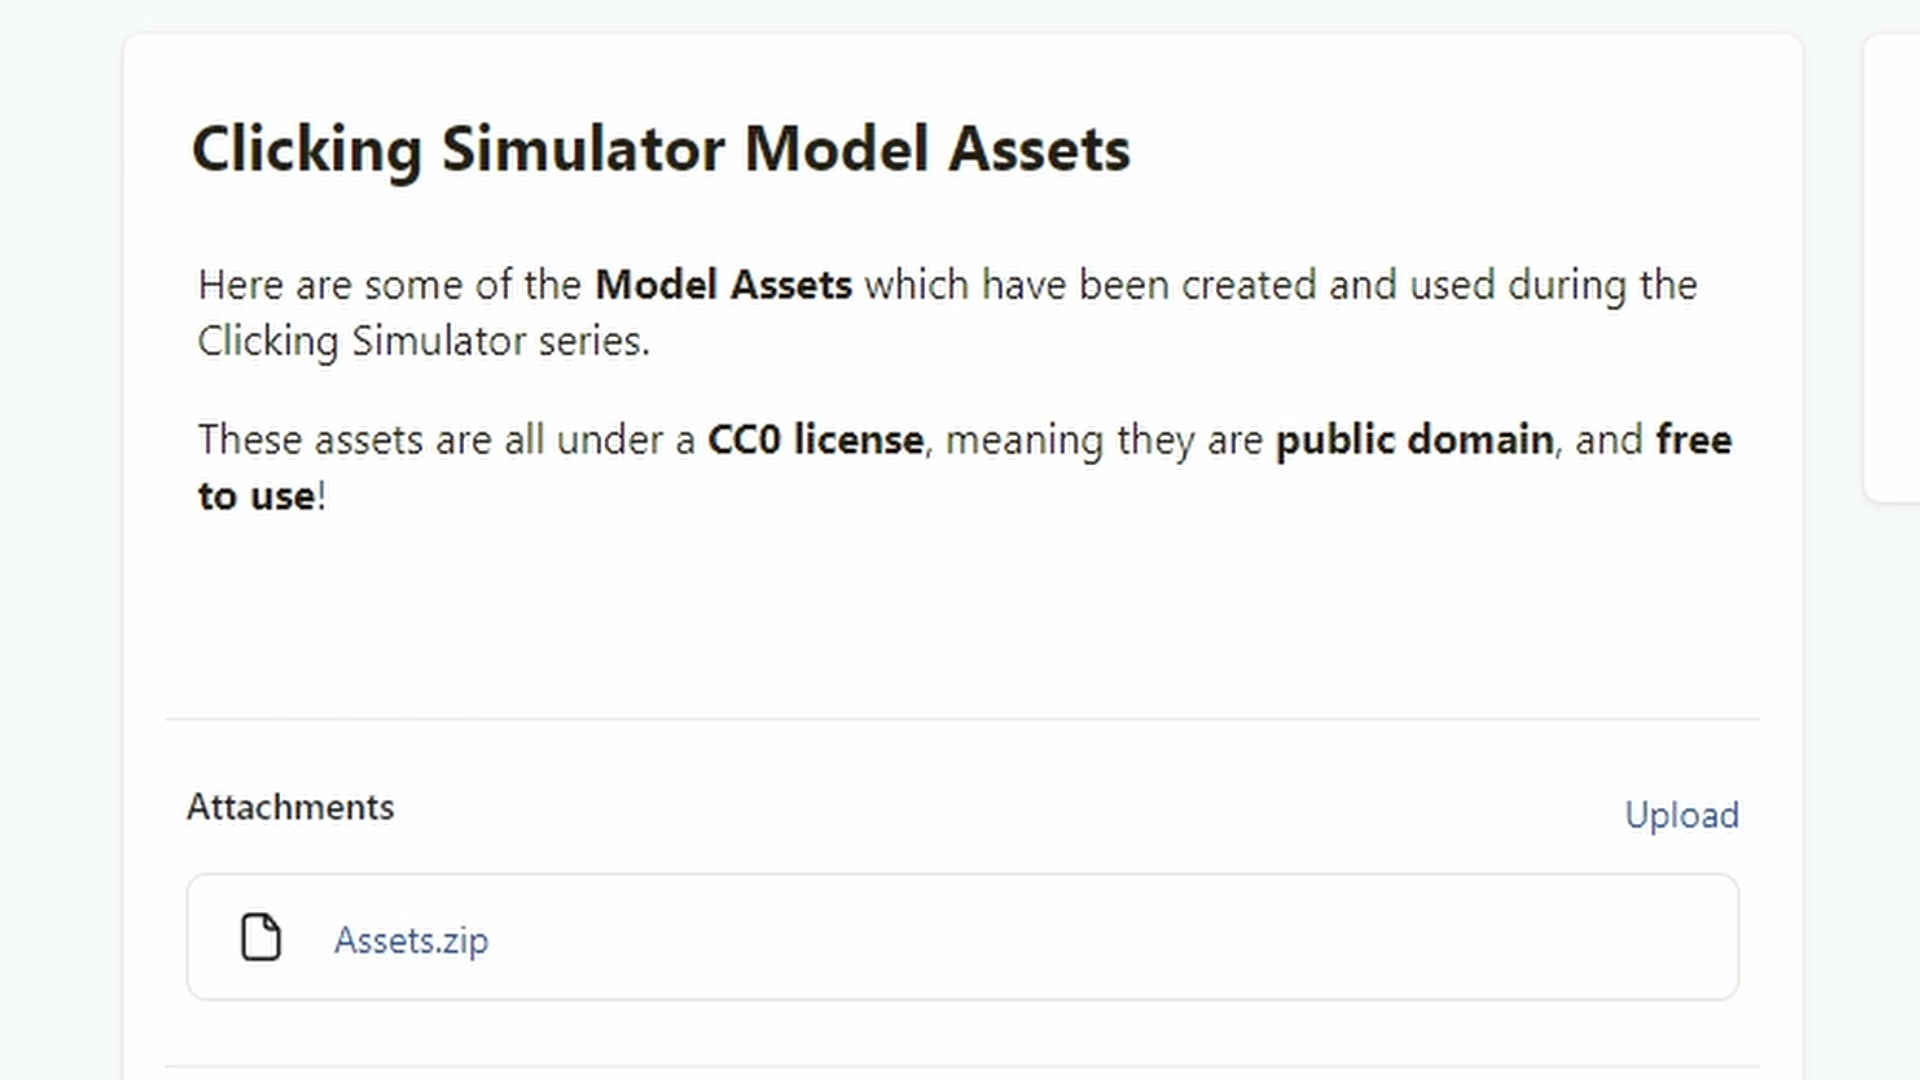 Clicking Simulator Model Assets
Here are some of the Model Assets which have been created and used during the
Clicking Simulator series.
These assets are all under a CC0 license, meaning they are public domain, and free
to use!
Attachments
Upload
Assets.zip